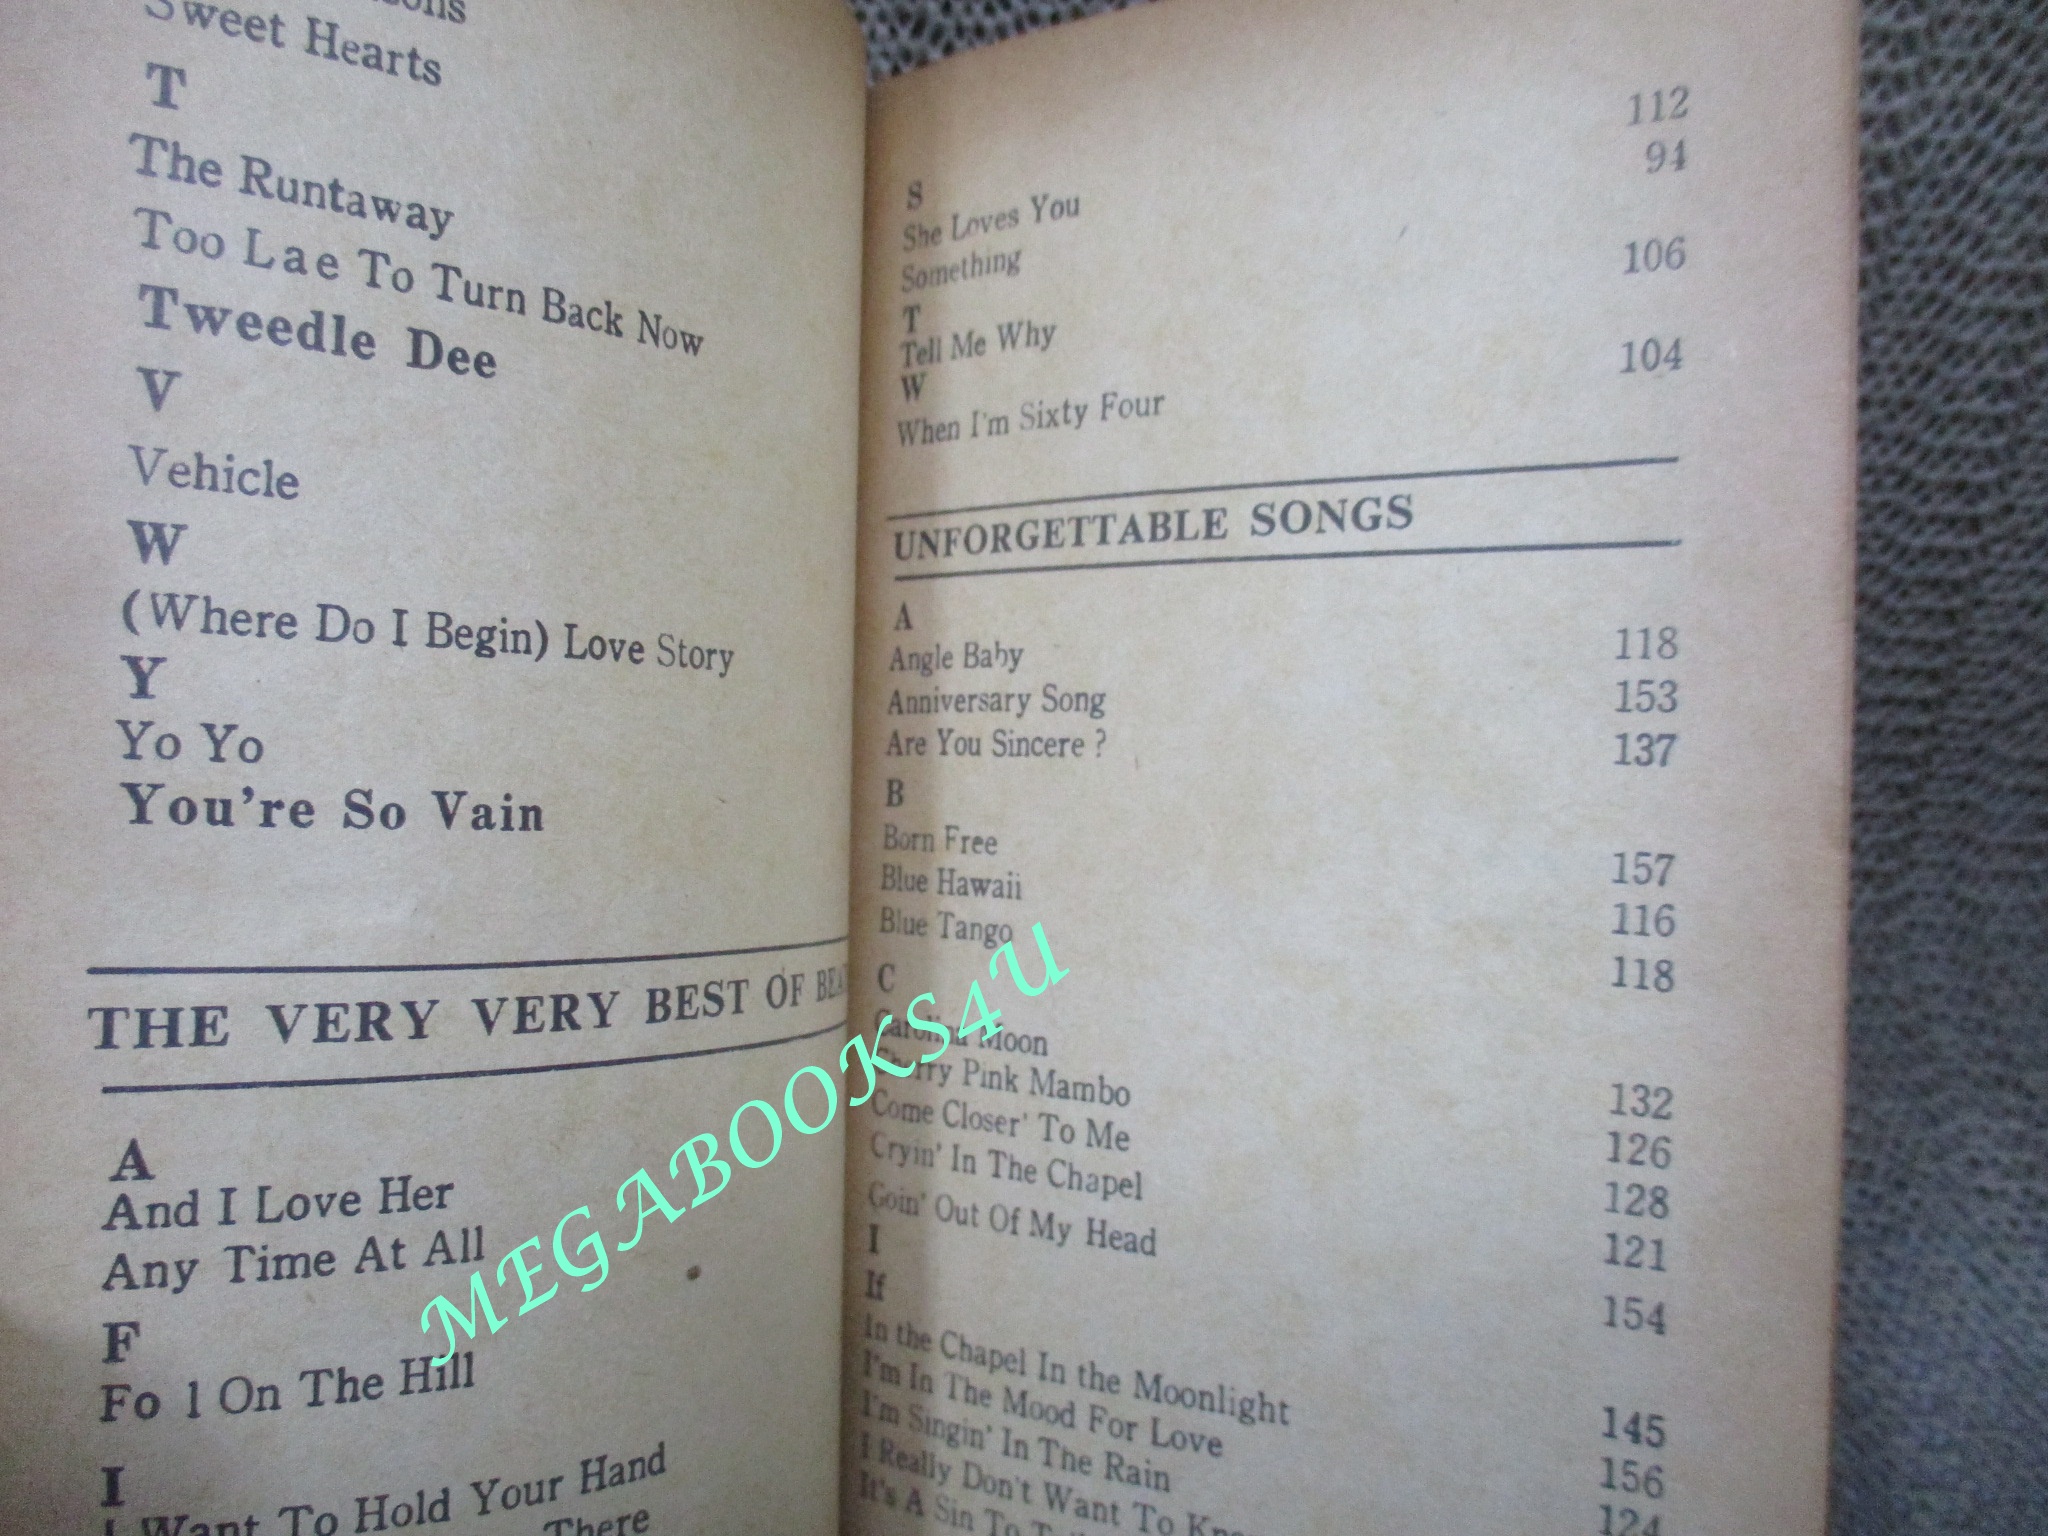 Sweet Hearts
T
The Runtaway
Too Lae To Turn Back Now
Tweedle Dee
V
Vehicle
W
(Where Do I Begin) Love Story
Y
Yo Yo
You're So Vain
THE VERY VERY BEST OF
A
And I Love Her
Any Time At All
F
Fo l On The Hill
I
I Want To Hold Your Hand
There
112
94
S
She Loves You
Something 106
T
Tell Me Why 104
W
When I'm Sixty Four
UNFORGETTABLE SONGS
A
Angle Baby 118
Anniversary Song 153
Are You Sincere ? 137
B
Born Free 157
Blue Hawaii 116
Blue Tango 118
C
Carolina Moon 132
Pink Mambo 126
Come Closer' To Me 128
Cryin' In The Chapel 121
Goin' Out Of My Head 154
I
If
In the Chapel In the Moonlight 145
I'm In The Mood For Love 156
I'm Singin' In The Rain 124
I Really Don't Want To
It's A Sin To
MEGABOOKS4U